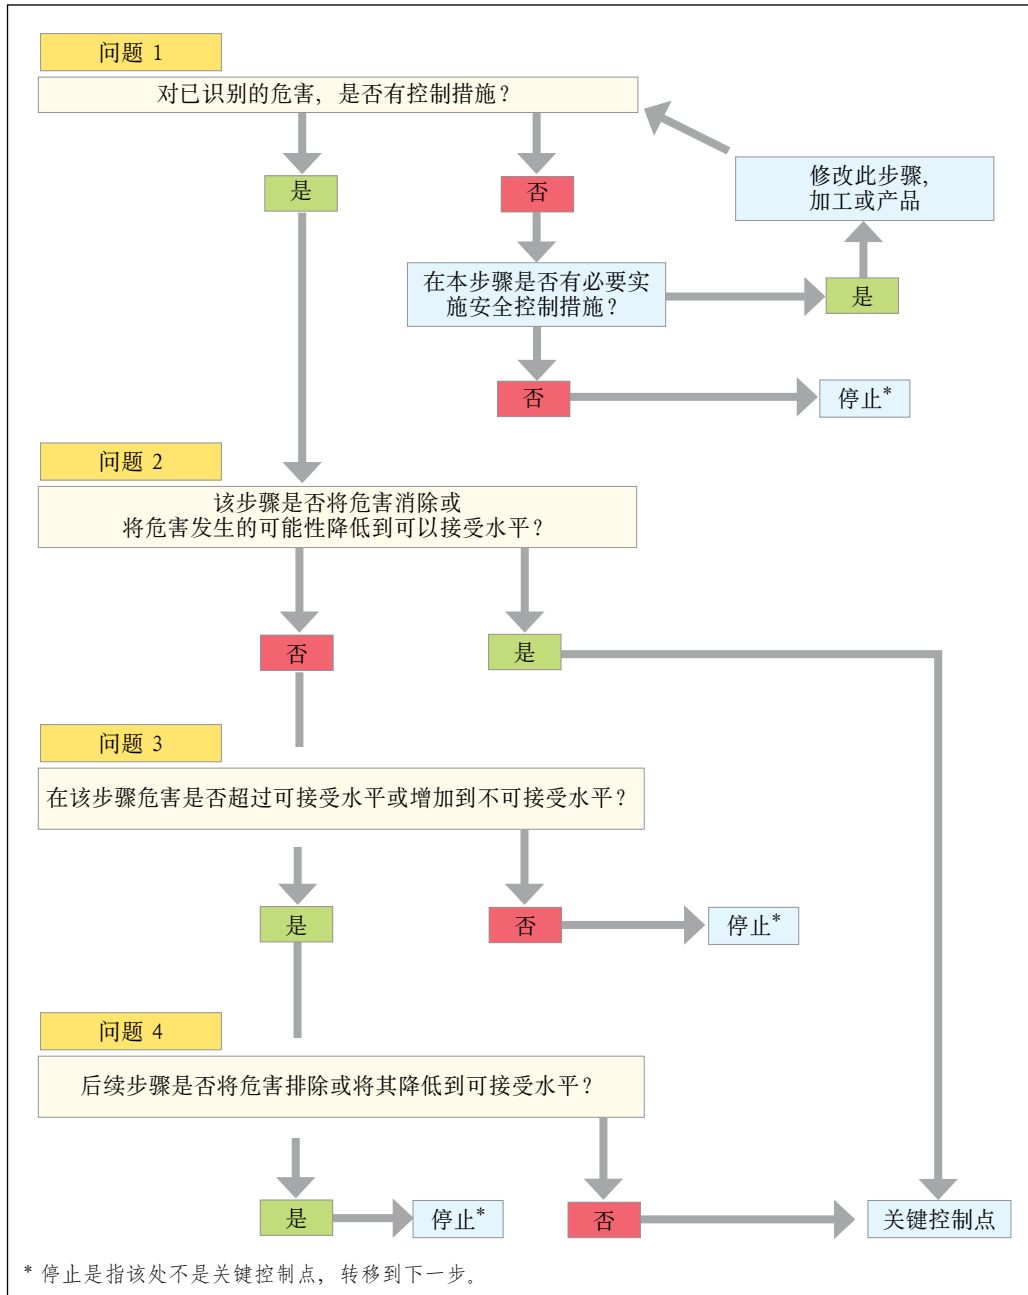 问题 1
对已识别的危害，是否有控制措施？
是
否
修改此步骤，
加工或产品
在本步骤是否有必要实
施安全控制措施？
是
否
停止*
问题 2
该步骤是否将危害消除或
将危害发生的可能性降低到可以接受水平？
否
是
问题 3
在该步骤危害是否超过可接受水平或增加到不可接受水平？
是
否
停止*
问题 4
后续步骤是否将危害排除或将其降低到可接受水平？
是
停止*
否
关键控制点
* 停止是指该处不是关键控制点，转移到下一步。